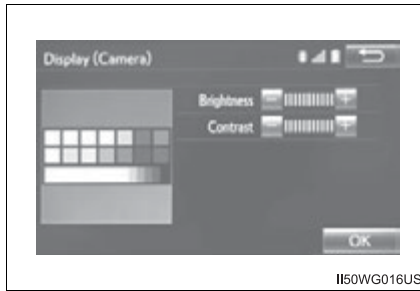 Display (Camera)
Brightness
Contrast
OK
II50WG016US